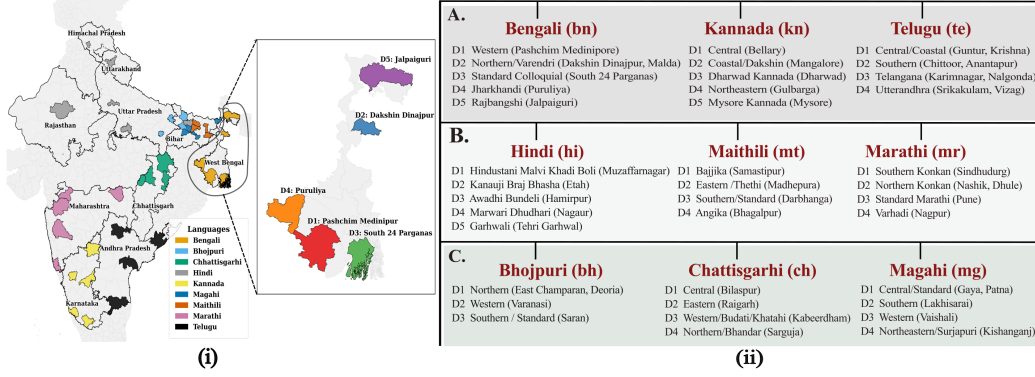 Himachal Pradesh
Uttarakhand
Rajasthan
Uttar Pradesh
Bihar
West Bengal
Maharashtra
Chhattisgarh
Andhra Pradesh
Karnataka
Languages
Bengali
Bhojpuri
Chhattisgarhi
Hindi
Kannada
Magahi
Maithili
Marathi
Telugu
D5: Jalpaiguri
D2: Dakshin Dinajpur
D4: Puruliya
D1: Pashchim Medinipur
D3: South 24 Parganas
(i)
A.
Bengali (bn)
D1 Western (Pashchim Medinipore)
D2 Northern/Varendri (Dakshin Dinajpur, Malda)
D3 Standard Colloquial (South 24 Parganas)
D4 Jharkhandi (Puruliya)
D5 Rajbangshi (Jalpaiguri)
Kannada (kn)
D1 Central (Bellary)
D2 Coastal/Dakshin (Mangalore)
D3 Dharwad Kannada (Dharwad)
D4 Northeastern (Gulbarga)
D5 Mysore Kannada (Mysore)
Telugu (te)
D1 Central/Coastal (Guntur, Krishna)
D2 Southern (Chittoor, Anantapur)
D3 Telangana (Karimnagar, Nalgonda)
D4 Utterandhra (Srikakulam, Vizag)
B.
Hindi (hi)
D1 Hindustani Malvi Khadi Boli (Muzaffarnagar)
D2 Kanauji Braj Bhasha (Etah)
D3 Awadhi Bundeli (Hamirpur)
D4 Marwari Dhudhari (Nagaur)
D5 Garhwali (Tehri Garhwal)
Maithili (mt)
D1 Bajjika (Samastipur)
D2 Eastern /Thethi (Madhepura)
D3 Southern/Standard (Darbhanga)
D4 Angika (Bhagalpur)
Marathi (mr)
D1 Southern Konkan (Sindhudurg)
D2 Northern Konkan (Nashik, Dhule)
D3 Standard Marathi (Pune)
D4 Varhadi (Nagpur)
C.
Bhojpuri (bh)
D1 Northern (East Champaran, Deoria)
D2 Western (Varanasi)
D3 Southern / Standard (Saran)
Chattisgarhi (ch)
D1 Central (Bilaspur)
D2 Eastern (Raigarh)
D3 Western/Budati/Khatahi (Kabeerdham)
D4 Northern/Bhandar (Sarguja)
Magahi (mg)
D1 Central/Standard (Gaya, Patna)
D2 Southern (Lakhisarai)
D3 Western (Vaishali)
D4 Northeastern/Surjapuri (Kishanganj)
(ii)